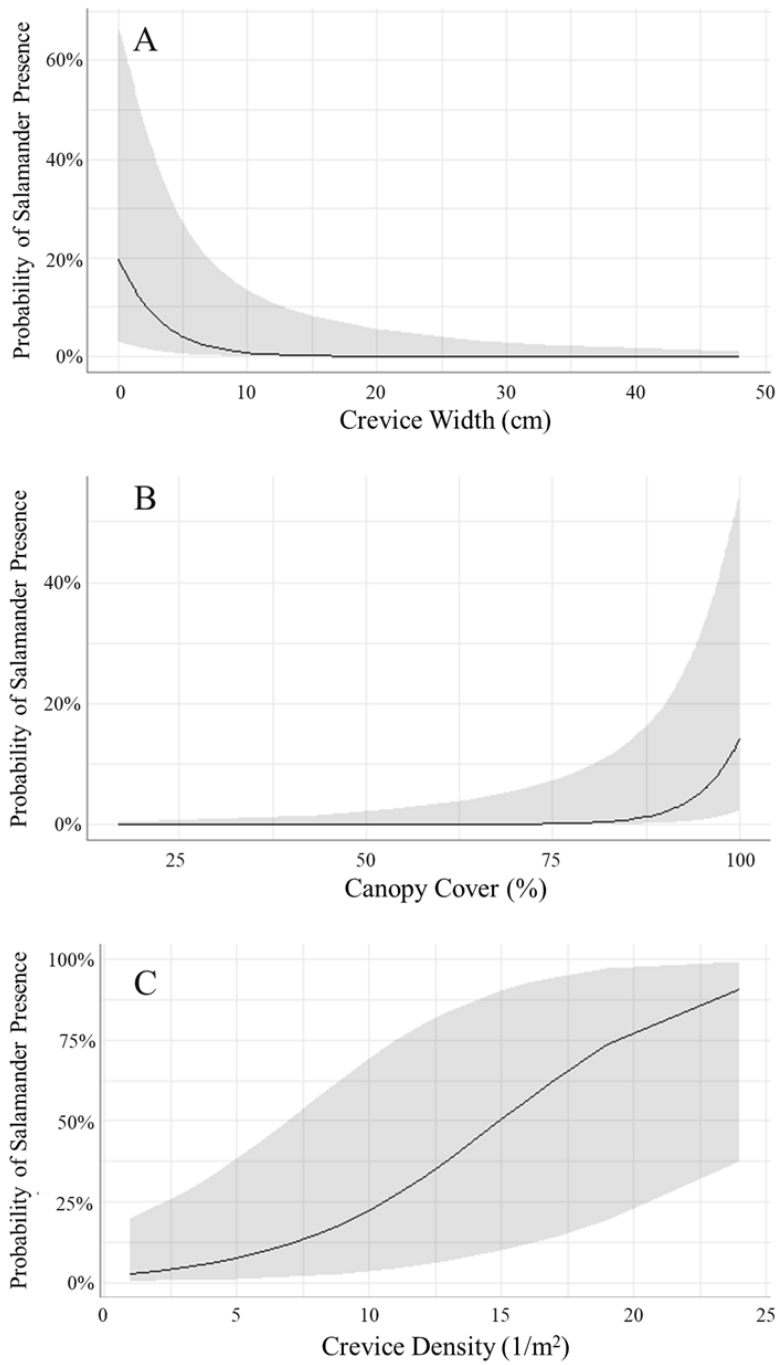 A
Probability of Salamander Presence
60%
40%
20%
0%
0 10 20 30 40 50
Crevice Width (cm)
B
Probability of Salamander Presence
40%
20%
0%
25 50 75 100
Canopy Cover (%)
C
Probability of Salamander Presence
100%
75%
50%
25%
0%
0 5 10 15 20 25
Crevice Density (1/m²)